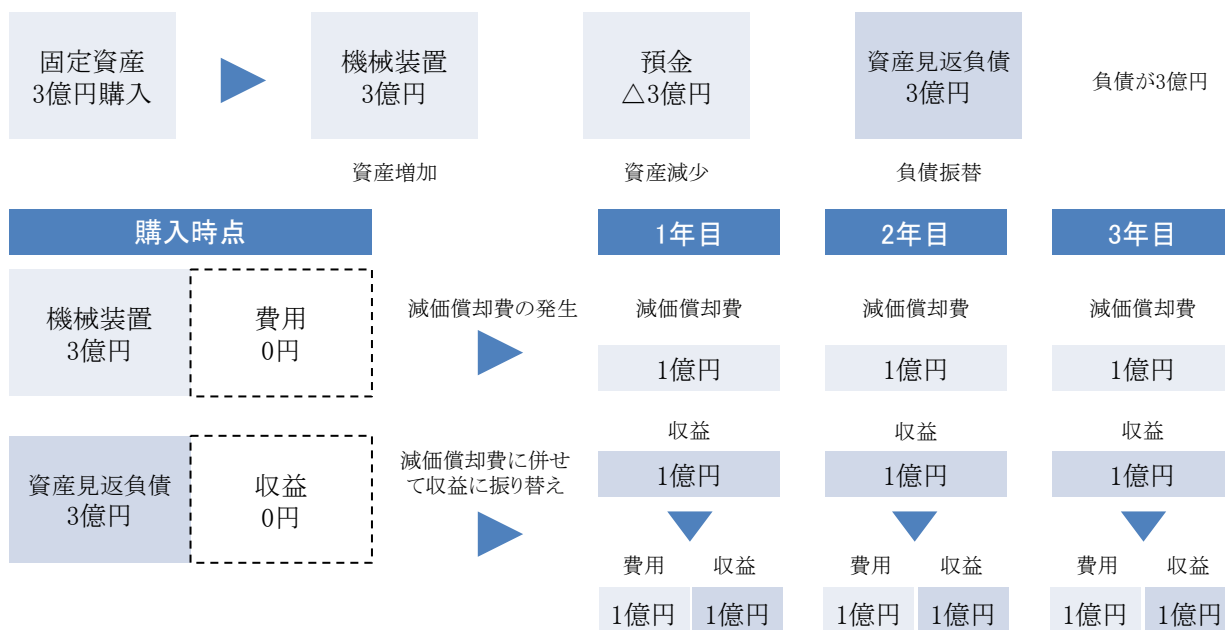 固定資産
3億円購入
機械装置
3億円
預金
△3億円
資産見返負債
3億円
負債が3億円
資産増加
資産減少
負債振替
購入時点
1年目
2年目
3年目
機械装置
3億円
費用
0円
減価償却費の発生
減価償却費
減価償却費
減価償却費
1億円
1億円
1億円
資産見返負債
3億円
収益
0円
減価償却費に併せ
て収益に振り替え
収益
収益
収益
1億円
1億円
1億円
費用
収益
費用
収益
費用
収益
1億円
1億円
1億円
1億円
1億円
1億円